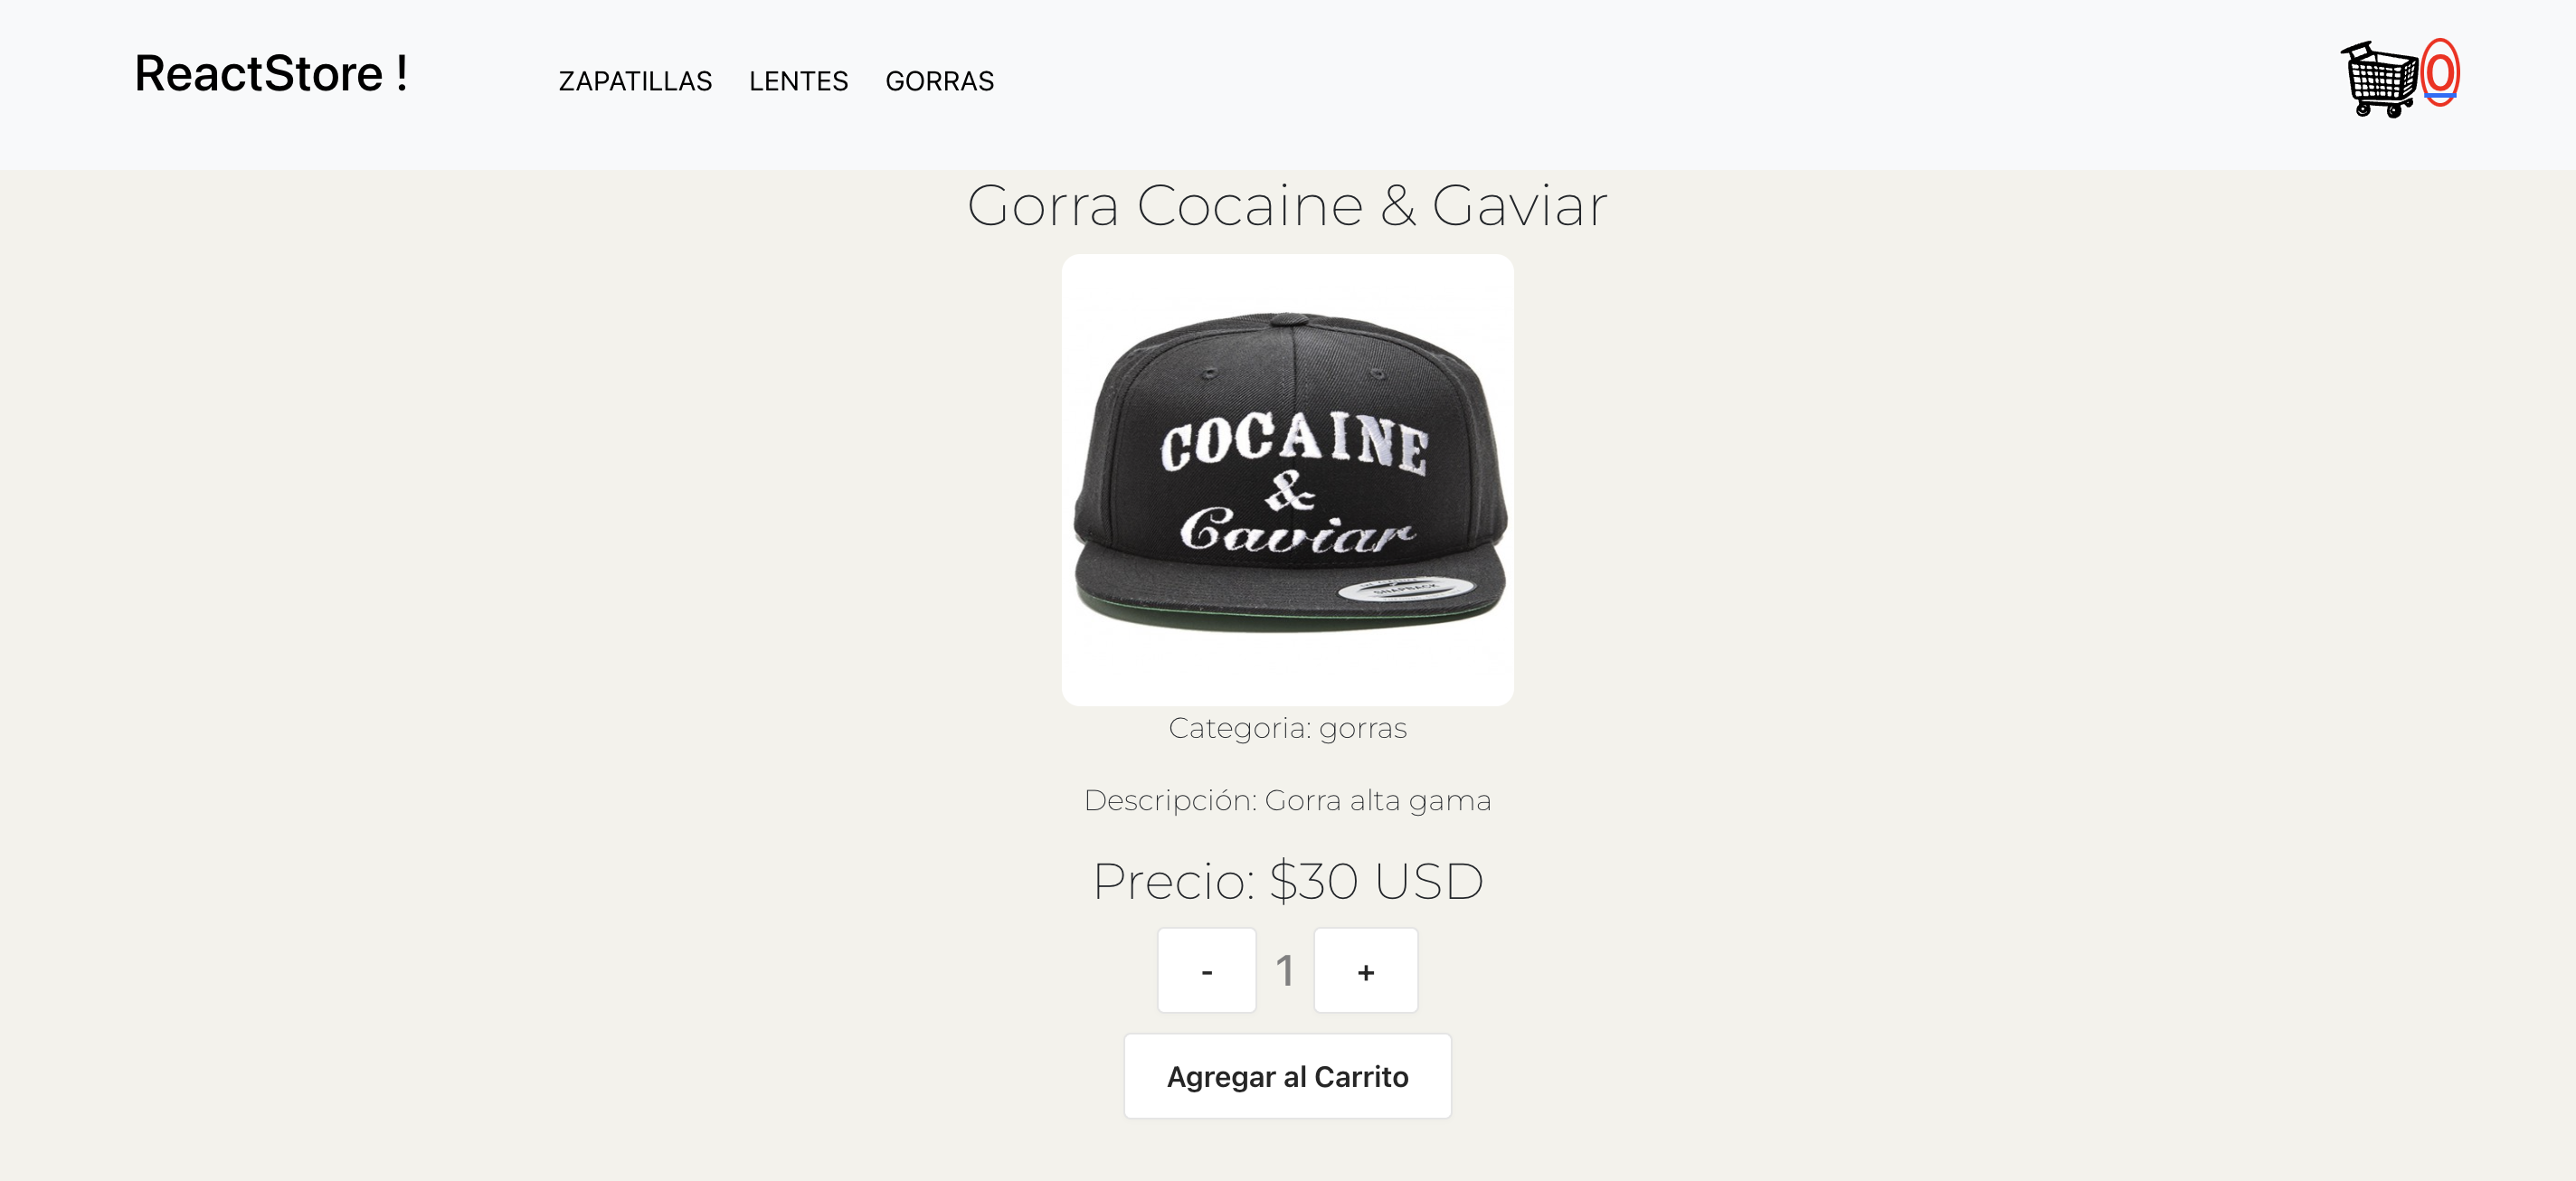 ReactStore !
ZAPATILLAS LENTES GORRAS
0
Gorra Cocaine & Gaviar
COCAINE
&
Caviar
SNAPBACK
Categoria: gorras
Descripción: Gorra alta gama
Precio: $30 USD
- 1 +
Agregar al Carrito